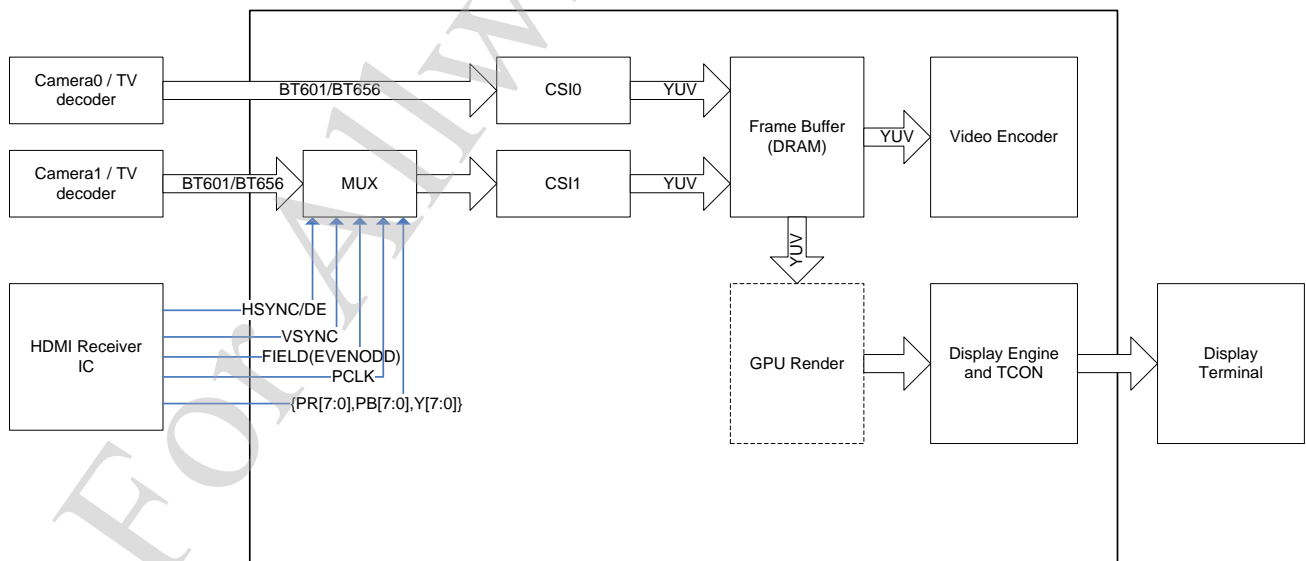 Camera0 / TV
decoder
BT601/BT656
CSI0
YUV
Frame Buffer
(DRAM)
YUV
Video Encoder
Camera1 / TV
decoder
BT601/BT656
MUX
CSI1
YUV
YUV
HDMI Receiver
IC
HSYNC/DE
VSYNC
FIELD(EVENODD)
PCLK
{PR[7:0],PB[7:0],Y[7:0]}
GPU Render
Display Engine
and TCON
Display
Terminal
For Allw